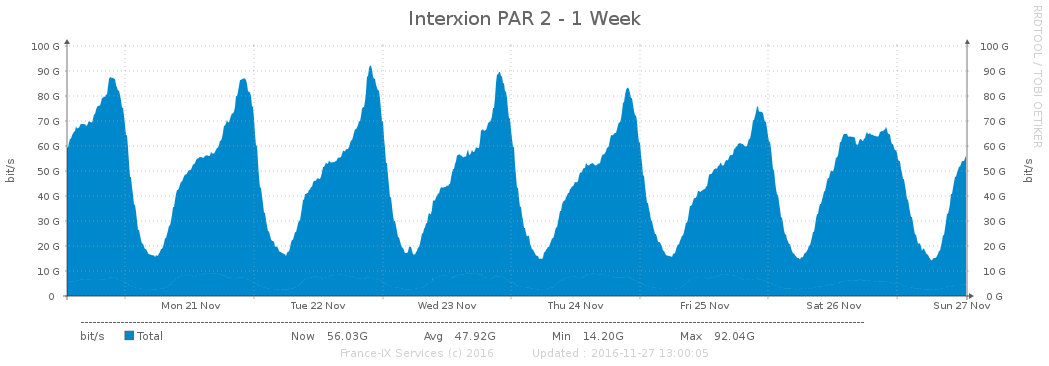 Interxion PAR 2 - 1 Week
RRDTOOL / TOBI OETIKER
100 G 100 G
90 G 90 G
80 G 80 G
70 G 70 G
60 G 60 G
50 G 50 G
40 G 40 G
30 G 30 G
20 G 20 G
10 G 10 G
0 0 G
bit/s bit/s
Mon 21 Nov Tue 22 Nov Wed 23 Nov Thu 24 Nov Fri 25 Nov Sat 26 Nov Sun 27 Nov
bit/s Total Now 56.03G Avg 47.92G Min 14.20G Max 92.04G
France-IX Services (c) 2016 Updated : 2016-11-27 13:00:05